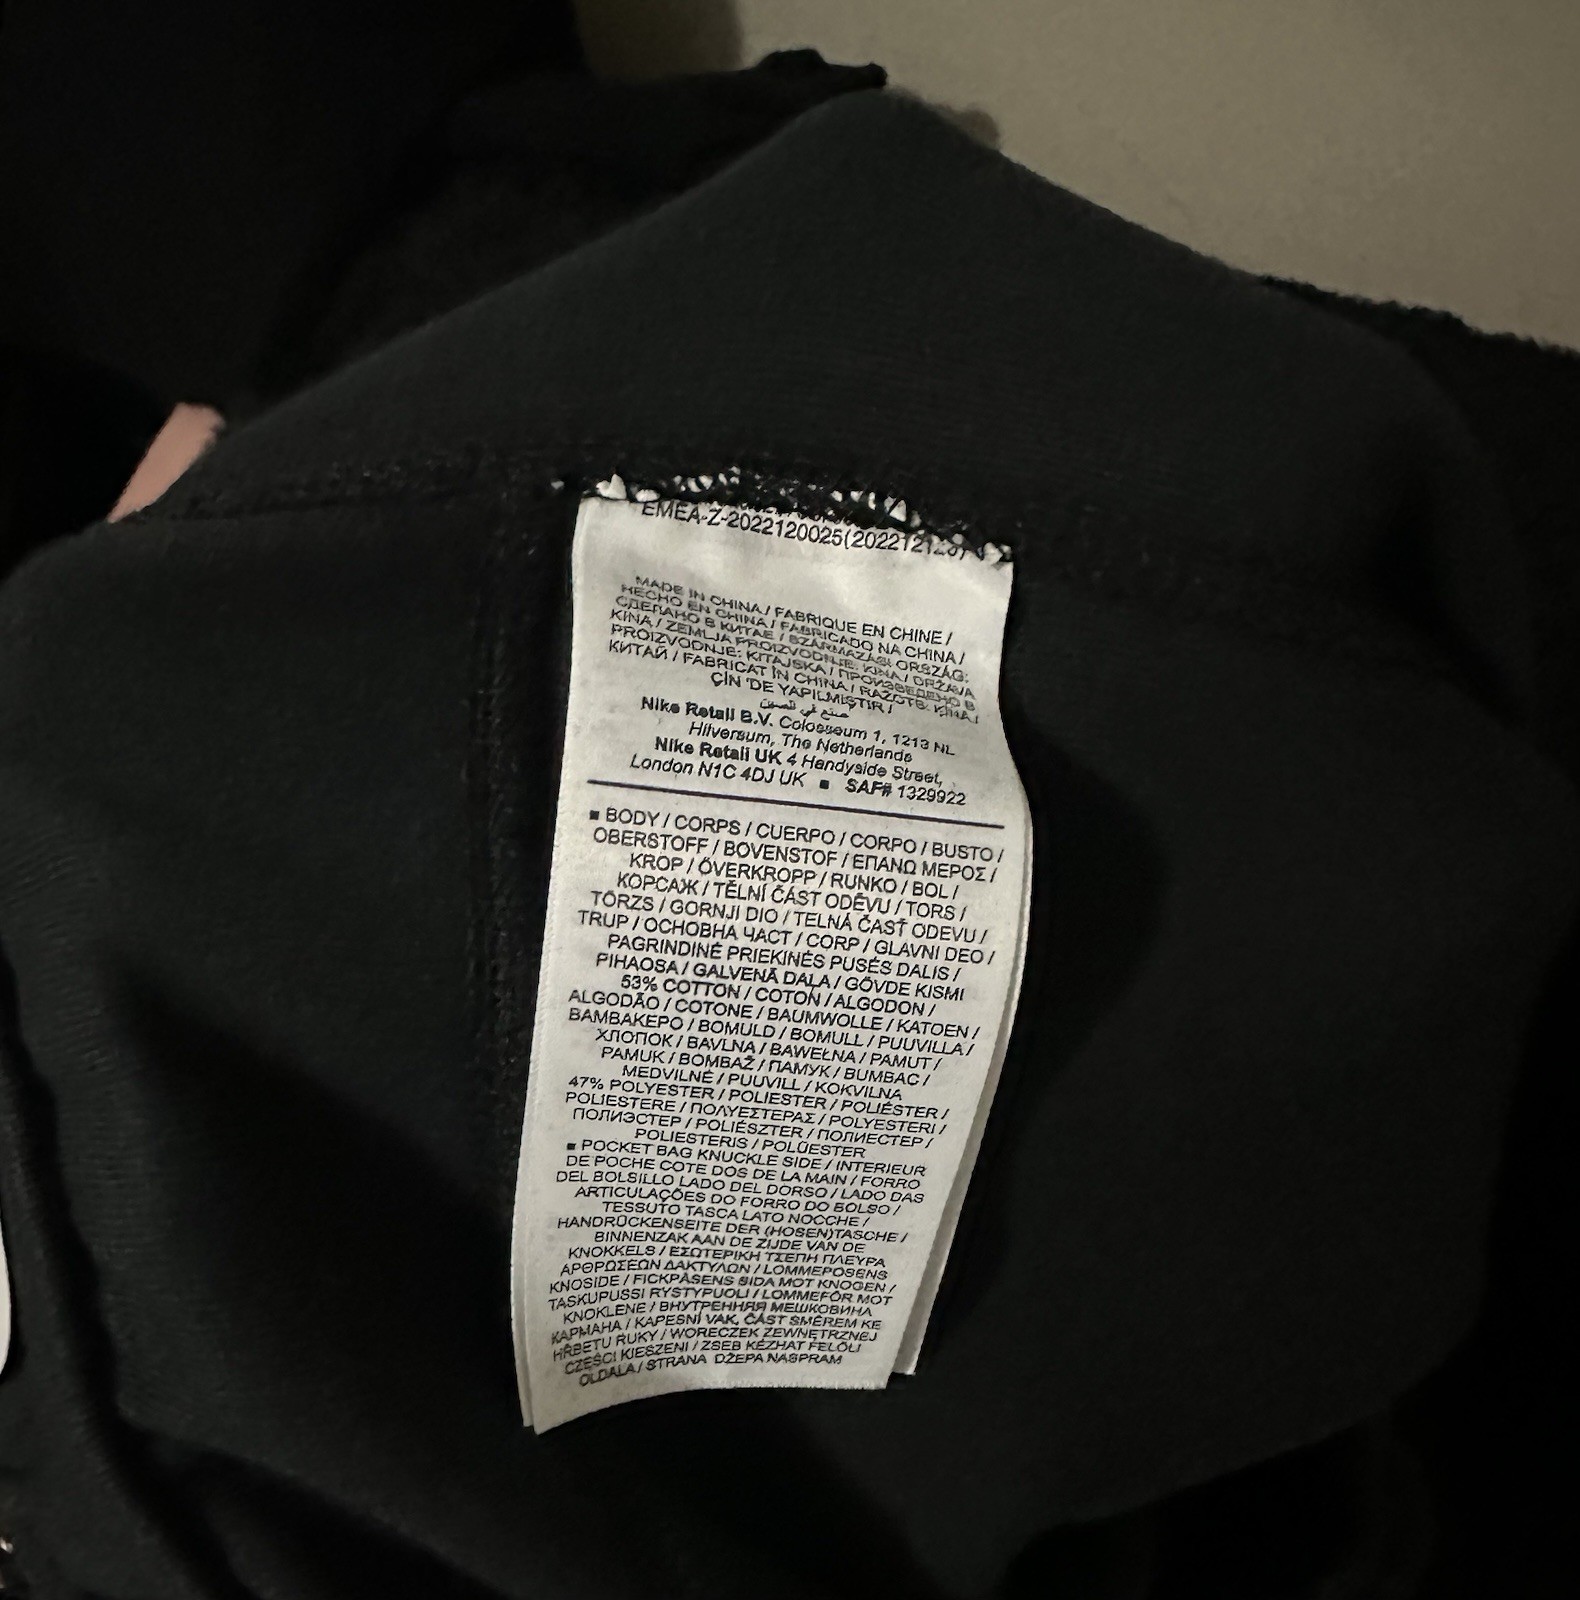 EMEA-Z-2022120025(202212
MADE IN CHINA / FABRIQUE EN CHINE /
HECHO EN CHINA / FABRICADO NA CHINA /
СДЕЛАНО В КИТАЕ / SZÁRMAZÁSI ORSZÁG:
KÍNA / ZEMLJA PROIZVODNJE: KINA / DRŽAVA
PROIZVODNJE: KITAJSKA / ПРОИЗВЕДЕНО В
КИТАЙ / FABRICAT ÎN CHINA / RAŽOTS: ĶĪNA /
ÇİN 'DE YAPILMIŞTIR /
صنع في الصين
Nike Retail B.V. Colosseum 1, 1213 NL
Hilversum, The Netherlands
Nike Retail UK 4 Handyside Street,
London N1C 4DJ UK ■ SAF# 1329922
■ BODY / CORPS / CUERPO / CORPO / BUSTO /
OBERSTOFF / BOVENSTOF / ΕΠΑΝΩ ΜΕΡΟΣ /
KROP / ÖVERKROPP / RUNKO / BOL /
КОРСАЖ / TĚLNÍ ČÁST ODĚVU / TORS /
TÖRZS / GORNJI DIO / TELNÁ ČASŤ ODEVU /
TRUP / ОСНОВНА ЧАСТ / CORP / GLAVNI DEO /
PAGRINDINĖ PRIEKINĖS PUSĖS DALIS /
PIHAOSA / GALVENĀ DAĻA / GÖVDE KISMI
53% COTTON / COTON / ALGODON /
ALGODÃO / COTONE / BAUMWOLLE / KATOEN /
ΒΑΜΒΑΚΕΡΟ / BOMULD / BOMULL / PUUVILLA /
ХЛОПОК / BAVLNA / BAWEŁNA / PAMUT /
PAMUK / BOMBAŽ / ПАМУК / BUMBAC /
MEDVILNĖ / PUUVILL / KOKVILNA
47% POLYESTER / POLIESTER / POLIÉSTER /
POLIESTERE / ΠΟΛΥΕΣΤΕΡΑΣ / POLYESTERI /
ПОЛИЭСТЕР / POLIÉSZTER / ПОЛИЕСТЕР /
POLIESTERIS / POLÜESTER
■ POCKET BAG KNUCKLE SIDE / INTERIEUR
DE POCHE COTE DOS DE LA MAIN / FORRO
DEL BOLSILLO LADO DEL DORSO / LADO DAS
ARTICULAÇÕES DO FORRO DO BOLSO /
TESSUTO TASCA LATO NOCCHE /
HANDRÜCKENSEITE DER (HOSEN)TASCHE /
BINNENZAK AAN DE ZIJDE VAN DE
KNOKKELS / ΕΣΩΤΕΡΙΚΗ ΤΣΕΠΗ ΠΛΕΥΡΑ
ΑΡΘΡΩΣΕΩΝ ΔΑΚΤΥΛΩΝ / LOMMEPOSENS
KNOSIDE / FICKPÅSENS SIDA MOT KNOGEN /
TASKUPUSSI RYSTYPUOLI / LOMMEFÔR MOT
KNOKLENE / ВНУТРЕННЯЯ МЕШКОВИНА
КАРМАНА / KAPESNÍ VAK, ČÁST SMĚREM KE
HŘBETU RUKY / WORECZEK ZEWNĘTRZNEJ
CZĘŚCI KIESZENI / ZSEB KÉZHÁT FELŐLI
OLDALA / STRANA DŽEPA NASPRAM